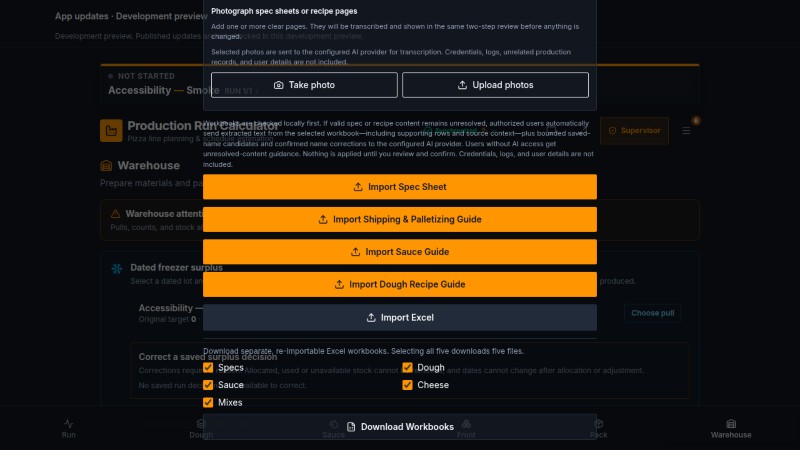 Photograph spec sheets or recipe pages
App updates · Development preview
Add one or more clear pages. They will be transcribed and shown in the same two-step review before anything is
changed.
Development preview. Published updates
Selected photos are sent to the configured AI provider for transcription. Credentials, logs, unrelated production
records, and user details are not included.
NOT STARTED
Take photo
Upload photos
Accessibility — Smoke RUN 1/1
Workbooks are checked locally first. If valid spec or recipe content remains unresolved, authorized users automatically
send extracted text from the selected workbook—including supporting rows and source context—plus bounded saved-
name candidates and confirmed name corrections to the configured AI provider. Users without AI access get
unresolved-content guidance. Nothing is applied until you review and confirm. Credentials, logs, and user details are not
included.
Production Run Calculator
Pizza line planning & schedule estimation
Supervisor
6
Warehouse
Prepare materials and pa
Import Spec Sheet
Warehouse attenti
Pulls, counts, and stock a
Import Shipping & Palletizing Guide
Import Sauce Guide
Dated freezer surplus
Select a dated lot an
produced.
Import Dough Recipe Guide
Accessibility —
Original target 0
Choose pull
Import Excel
Download separate, re-importable Excel workbooks. Selecting all five downloads five files.
Correct a saved surplus decision
Specs
Dough
Corrections requ Allocated, used or unavailable stock cannot and dates cannot change after allocation or adjustment.
Sauce
Cheese
No saved run de available to correct.
Mixes
Download Workbooks
Run
Dough
Sauce
Front
Pack
Warehouse